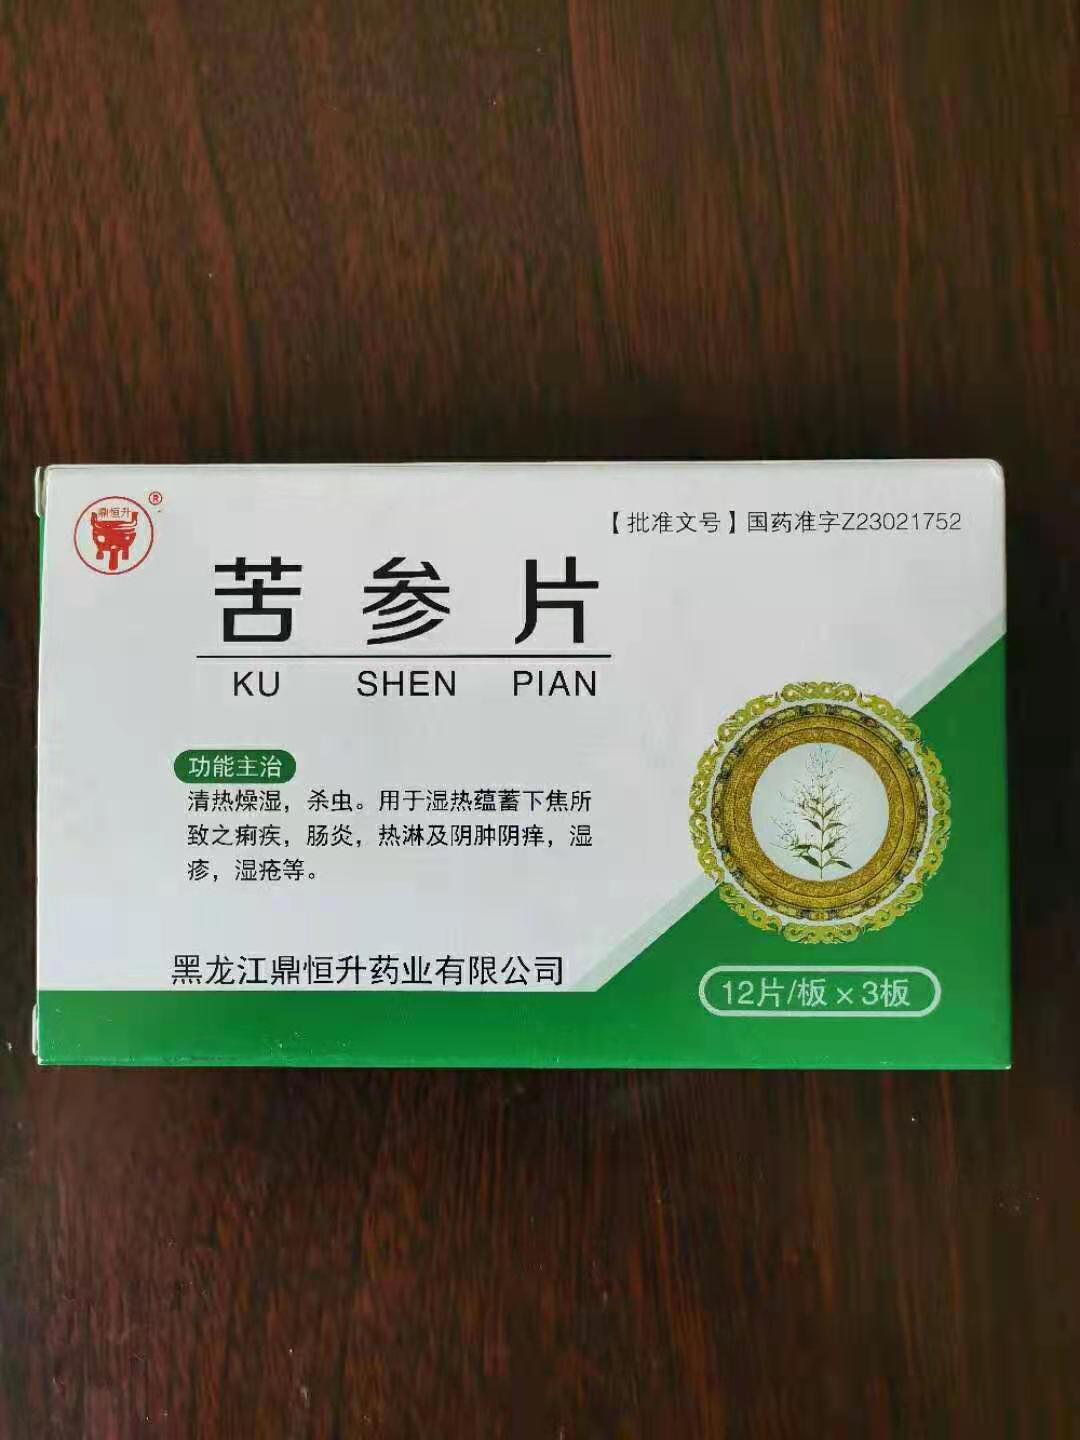 鼎恒升®
【批准文号】国药准字Z23021752
苦参片
KU SHEN PIAN
功能主治
清热燥湿，杀虫。用于湿热蕴蓄下焦所
致之痢疾，肠炎，热淋及阴肿阴痒，湿
疹，湿疮等。
黑龙江鼎恒升药业有限公司
12片/板×3板